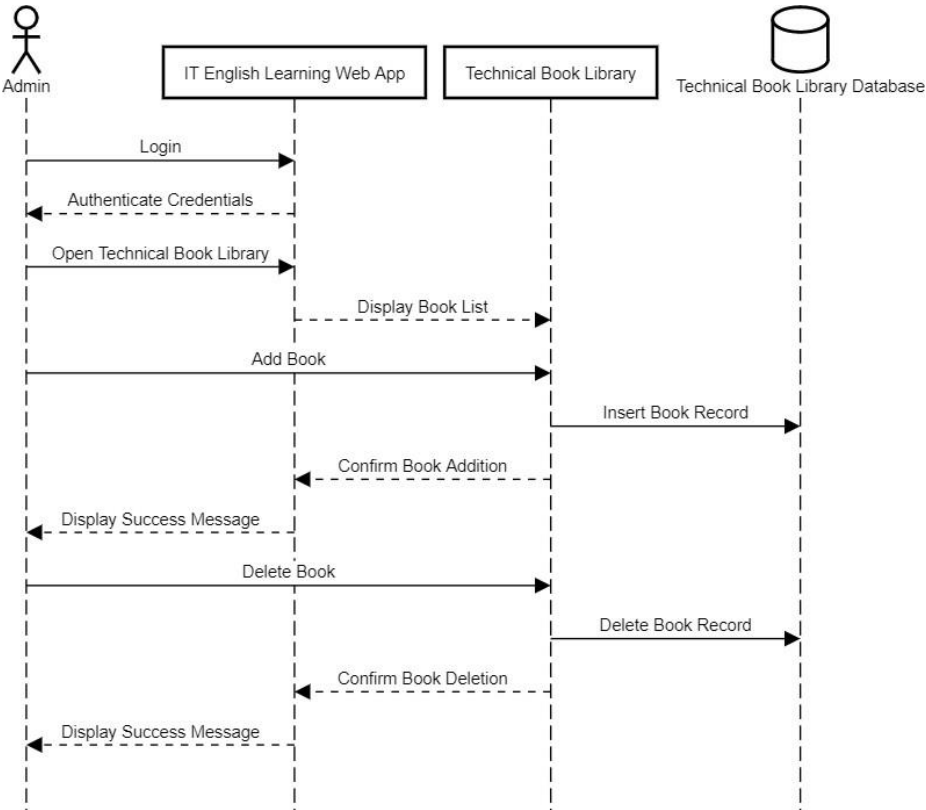 Admin
IT English Learning Web App
Technical Book Library
Technical Book Library Database
Login
Authenticate Credentials
Open Technical Book Library
Display Book List
Add Book
Insert Book Record
Confirm Book Addition
Display Success Message
Delete Book
Delete Book Record
Confirm Book Deletion
Display Success Message